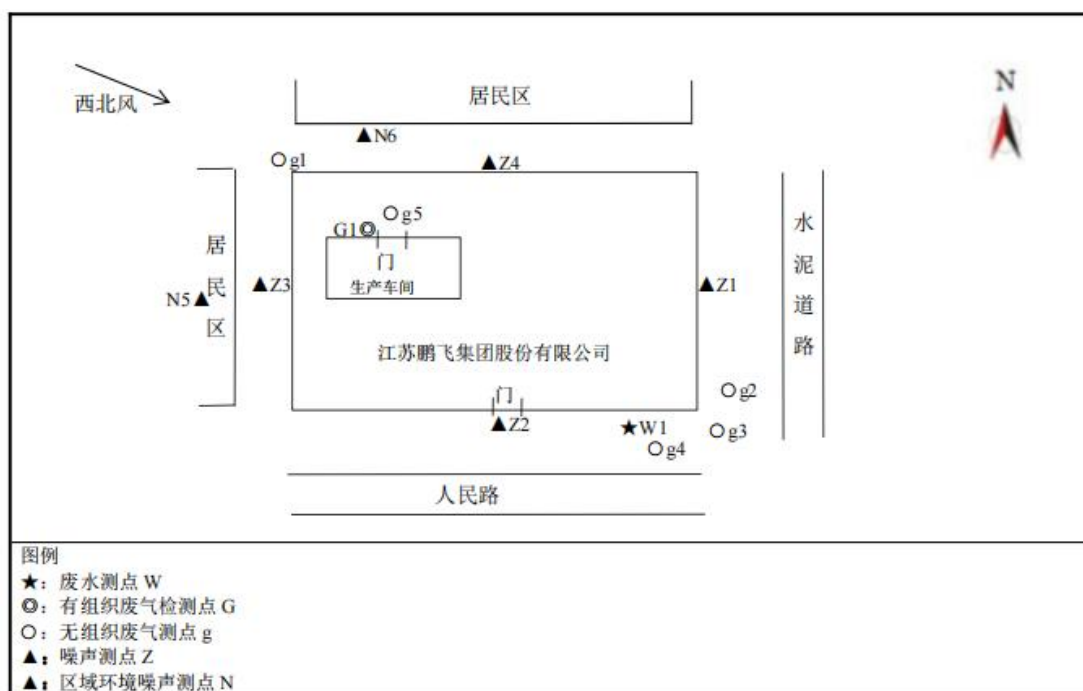 居民区
N
西北风
▲N6
○g1
▲Z4
水泥道路
居民区
G1◎
○g5
门
生产车间
N5▲
▲Z3
▲Z1
江苏鹏飞集团股份有限公司
门
○g2
▲Z2
★W1
○g3
○g4
人民路
图例
★：废水测点 W
◎：有组织废气检测点 G
○：无组织废气测点 g
▲：噪声测点 Z
▲：区域环境噪声测点 N